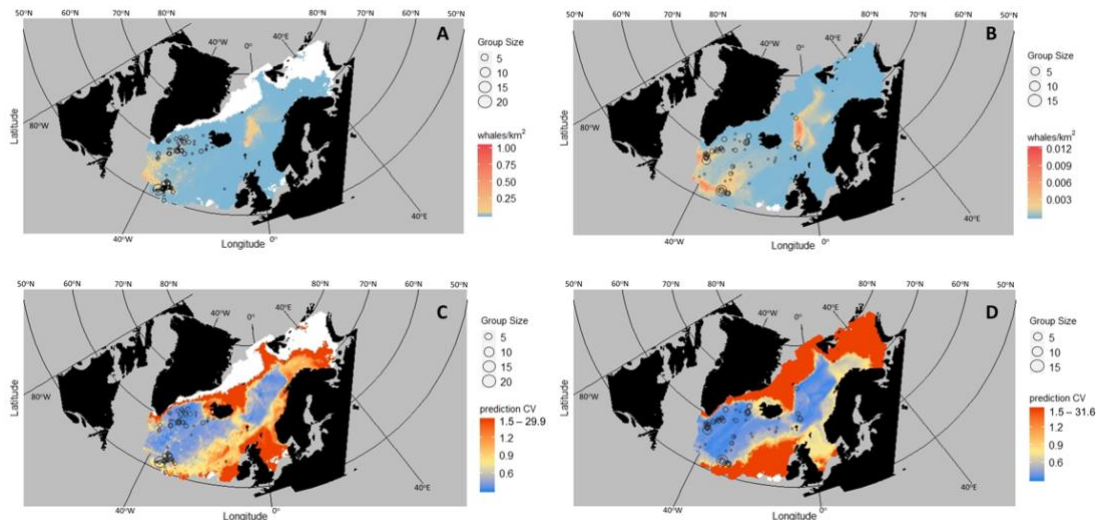 50°N 60°N 70°N 80°N 80°N 70°N 60°N 50°N
40°W 0° 40°E
A
Group Size
5
10
15
20
Latitude
80°W
whales/km²
1.00
0.75
0.50
0.25
40°E
40°W 0°
Longitude
50°N 60°N 70°N 80°N 80°N 70°N 60°N 50°N
40°W 0° 40°E
B
Group Size
5
10
15
Latitude
80°W
whales/km²
0.012
0.009
0.006
0.003
40°E
40°W 0°
Longitude
50°N 60°N 70°N 80°N 80°N 70°N 60°N 50°N
40°W 0° 40°E
C
Group Size
5
10
15
20
Latitude
80°W
prediction CV
1.5 – 29.9
1.2
0.9
0.6
40°E
40°W 0°
Longitude
50°N 60°N 70°N 80°N 80°N 70°N 60°N 50°N
40°W 0° 40°E
D
Group Size
5
10
15
Latitude
80°W
prediction CV
1.5 – 31.6
1.2
0.9
0.6
40°E
40°W 0°
Longitude